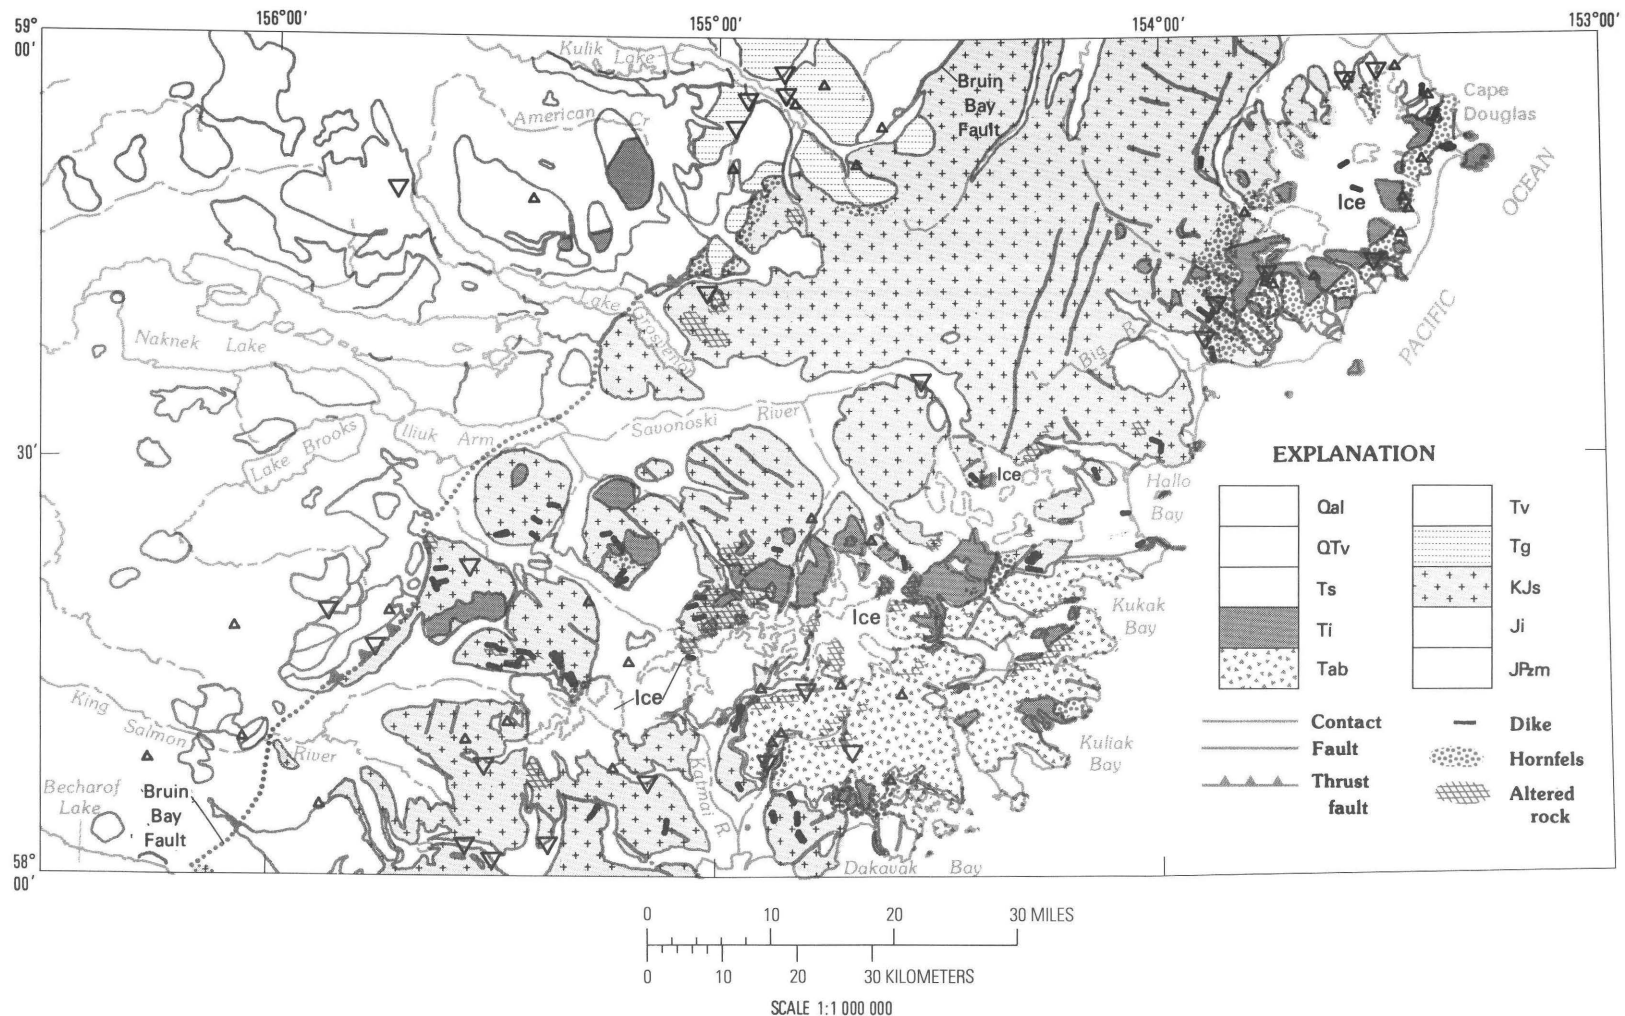 156°00'
155°00'
154°00'
153°00'
59°
00'
Kulik
Lake
Bruin
Bay
Fault
Cape
Douglas
American
Cr
OCEAN
Ice
Lake
Grosvenor
PACIFIC
Naknek Lake
Big R
Savonoski River
Iliuk Arm
Lake Brooks
30'
Ice
Hallo
Bay
EXPLANATION
Qal
QTv
Ts
Ti
Tab
Tv
Tg
KJs
Ji
JPzm
Contact
Fault
Thrust
fault
Dike
Hornfels
Altered
rock
Ice
Kukak
Bay
Ice
King
Salmon
River
Kuliak
Bay
Becharof
Lake
Bruin
Bay
Fault
Katmai R
Dakavak Bay
58°
00'
0 10 20 30 MILES
0 10 20 30 KILOMETERS
SCALE 1:1 000 000